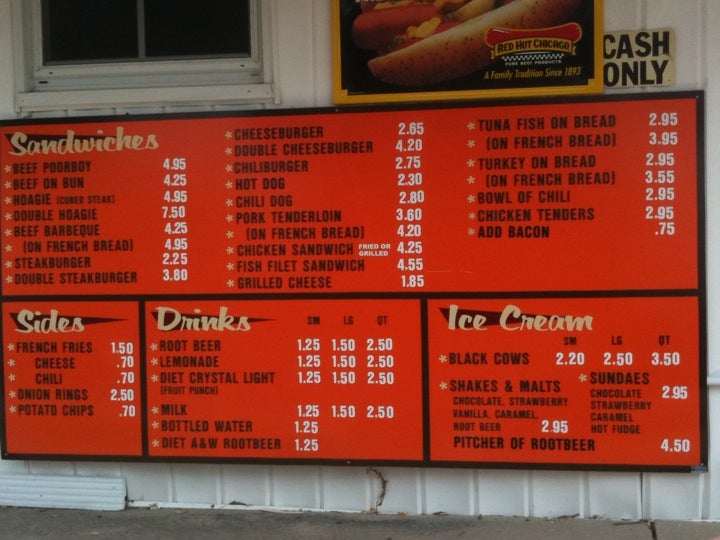 RED HOT CHICAGO
PURE BEEF PRODUCTS
A Family Tradition Since 1893
CASH
ONLY
Sandwiches
*BEEF POORBOY 4.95
*BEEF ON BUN 4.25
*HOAGIE (CUBED STEAK) 4.95
*DOUBLE HOAGIE 7.50
*BEEF BARBEQUE 4.25
* (ON FRENCH BREAD) 4.95
*STEAKBURGER 2.25
*DOUBLE STEAKBURGER 3.80
*CHEESEBURGER 2.65
*DOUBLE CHEESEBURGER 4.20
*CHILIBURGER 2.75
*HOT DOG 2.30
*CHILI DOG 2.80
*PORK TENDERLOIN 3.60
* (ON FRENCH BREAD) 4.20
*CHICKEN SANDWICH FRIED OR GRILLED 4.25
*FISH FILET SANDWICH 4.55
*GRILLED CHEESE 1.85
*TUNA FISH ON BREAD 2.95
* (ON FRENCH BREAD) 3.95
*TURKEY ON BREAD 2.95
* (ON FRENCH BREAD) 3.55
*BOWL OF CHILI 2.95
*CHICKEN TENDERS 2.95
*ADD BACON .75
Sides
*FRENCH FRIES 1.50
* CHEESE .70
* CHILI .70
*ONION RINGS 2.50
*POTATO CHIPS .70
Drinks SM LG QT
*ROOT BEER 1.25 1.50 2.50
*LEMONADE 1.25 1.50 2.50
*DIET CRYSTAL LIGHT 1.25 1.50 2.50
(FRUIT PUNCH)
*MILK 1.25 1.50 2.50
*BOTTLED WATER 1.25
*DIET A&W ROOTBEER 1.25
Ice Cream
SM LG QT
*BLACK COWS 2.20 2.50 3.50
*SHAKES & MALTS
CHOCOLATE, STRAWBERRY
VANILLA, CARAMEL,
ROOT BEER 2.95
*SUNDAES
CHOCOLATE 2.95
STRAWBERRY
CARAMEL
HOT FUDGE
PITCHER OF ROOTBEER 4.50